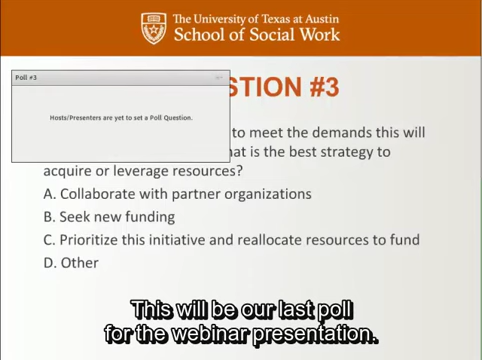 The University of Texas at Austin
School of Social Work
Poll #3
STION #3
Hosts/Presenters are yet to set a Poll Question.
to meet the demands this will
hat is the best strategy to
acquire or leverage resources?
A. Collaborate with partner organizations
B. Seek new funding
C. Prioritize this initiative and reallocate resources to fund
D. Other
This will be our last poll
for the webinar presentation.